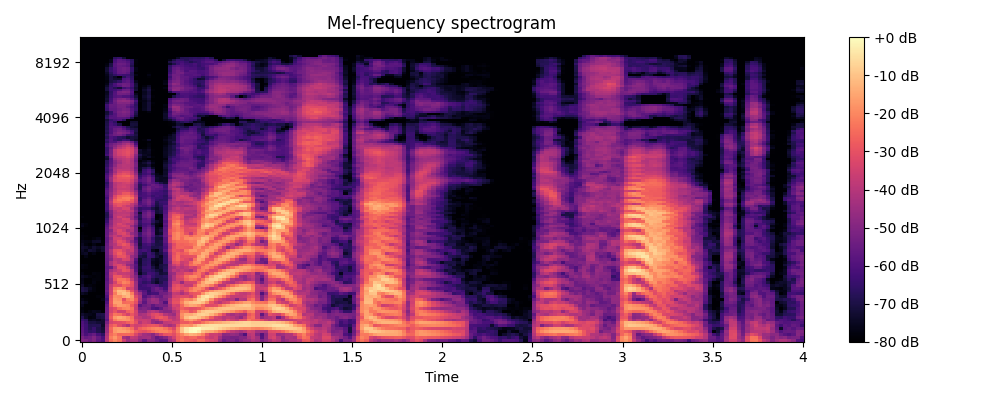 Mel-frequency spectrogram
Hz
8192
4096
2048
1024
512
0
0 0.5 1 1.5 2 2.5 3 3.5 4
Time
+0 dB
-10 dB
-20 dB
-30 dB
-40 dB
-50 dB
-60 dB
-70 dB
-80 dB